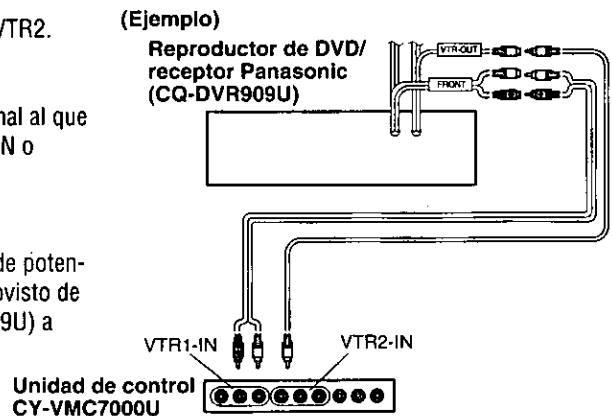 VTR2.
nal al que
N o
de poten-
ovisto de
9U) a
(Ejemplo)
Reproductor de DVD/
receptor Panasonic
(CQ-DVR909U)
VTR-OUT
FRONT
VTR1-IN
VTR2-IN
Unidad de control
CY-VMC7000U